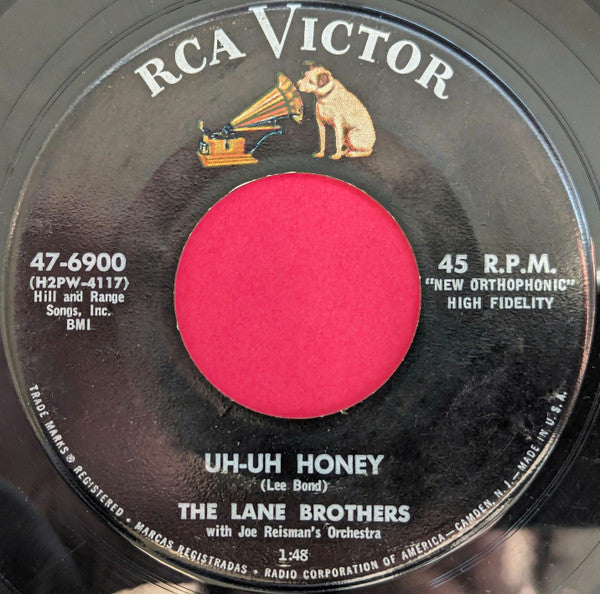 RCA VICTOR
47-6900
(H2PW-4117)
Hill and Range
Songs, Inc.
BMI
45 R.P.M.
"NEW ORTHOPHONIC"
HIGH FIDELITY
UH-UH HONEY
(Lee Bond)
THE LANE BROTHERS
with Joe Reisman's Orchestra
1:48
TRADE MARKS ® REGISTERED • MARCAS REGISTRADAS • RADIO CORPORATION OF AMERICA—CAMDEN, N.J.—MADE IN U.S.A.